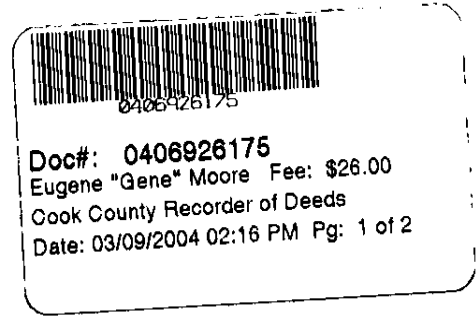 0406926175
Doc#: 0406926175
Eugene "Gene" Moore Fee: $26.00
Cook County Recorder of Deeds
Date: 03/09/2004 02:16 PM Pg: 1 of 2